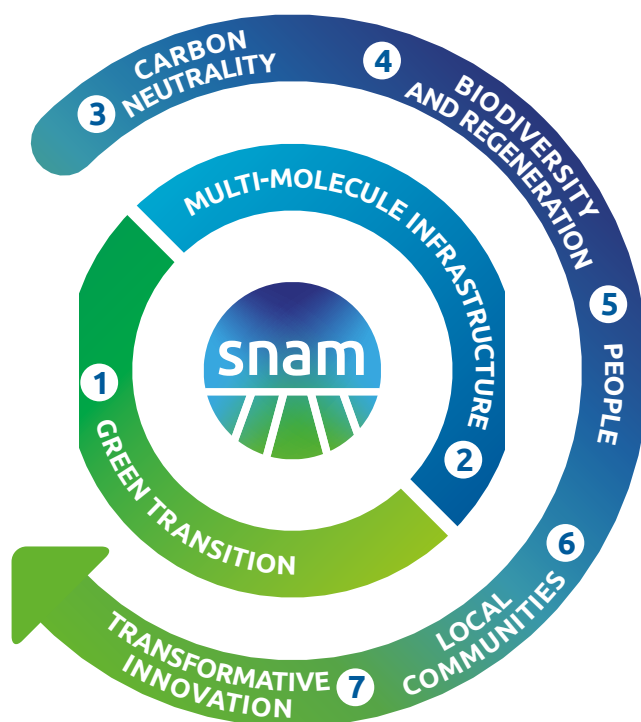 3
CARBON
NEUTRALITY
4
BIODIVERSITY
AND REGENERATION
5
PEOPLE
6
LOCAL
COMMUNITIES
7
TRANSFORMATIVE
INNOVATION
1
GREEN TRANSITION
2
MULTI-MOLECULE INFRASTRUCTURE
snam